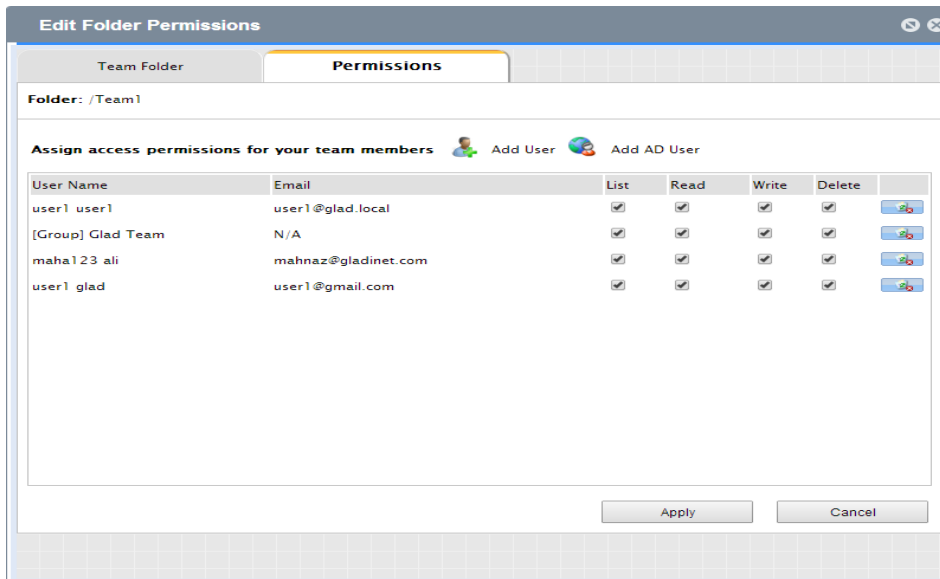 Edit Folder Permissions
Team Folder Permissions
Folder: /Team1
Assign access permissions for your team members Add User Add AD User
User Name Email List Read Write Delete
user1 user1 user1@glad.local
[Group] Glad Team N/A
maha123 ali mahnaz@gladinet.com
user1 glad user1@gmail.com
Apply Cancel